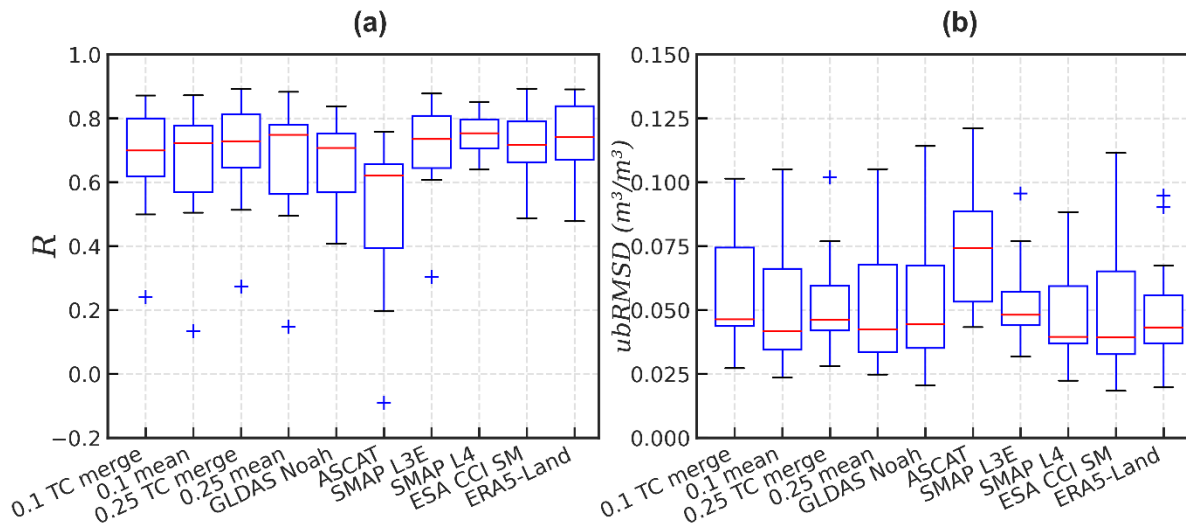 (a)
(b)
1.0
0.8
0.6
0.4
0.2
0.0
−0.2
R
0.1 TC merge
0.1 mean
0.25 TC merge
0.25 mean
GLDAS Noah
ASCAT
SMAP L3E
SMAP L4
ESA CCI SM
ERA5-Land
0.150
0.125
0.100
0.075
0.050
0.025
0.000
ubRMSD (m³/m³)
0.1 TC merge
0.1 mean
0.25 TC merge
0.25 mean
GLDAS Noah
ASCAT
SMAP L3E
SMAP L4
ESA CCI SM
ERA5-Land